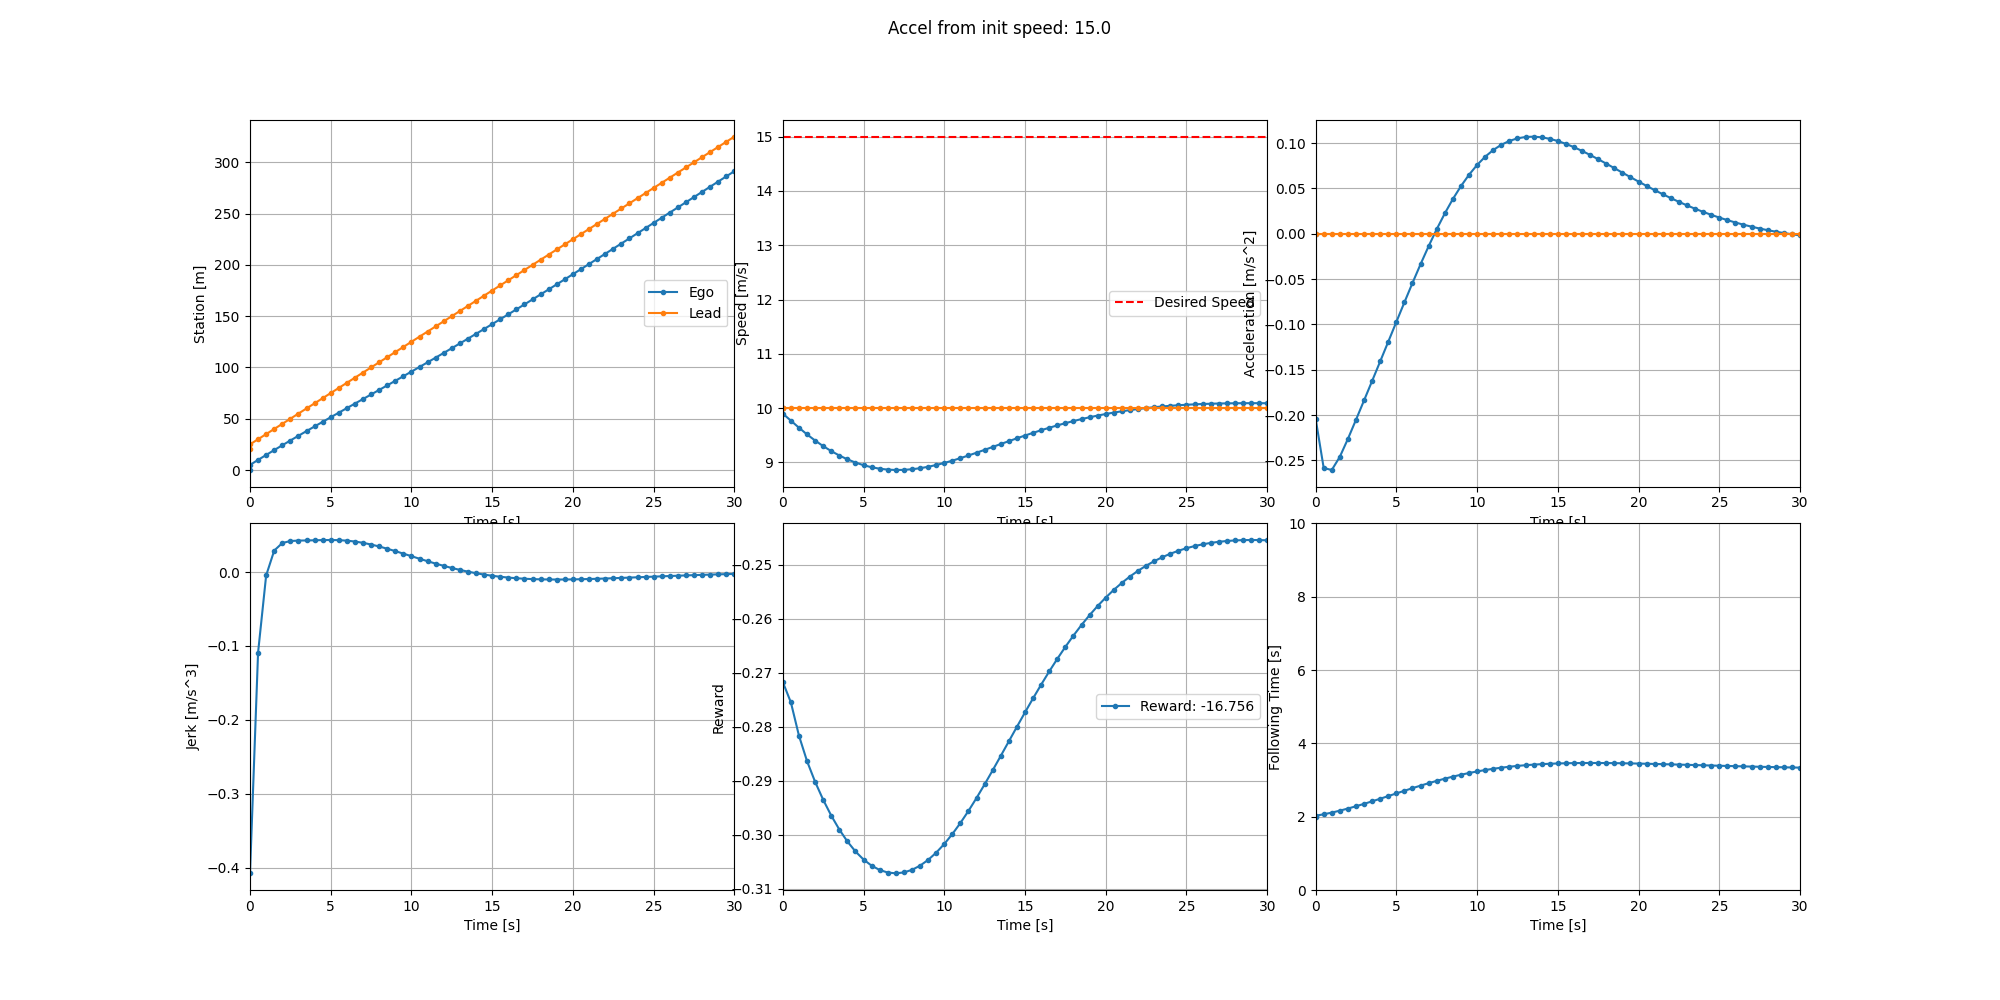 Accel from init speed: 15.0
Station [m]
300
250
200
150
100
50
0
0 5 10 15 20 25 30
Time [s]
Ego
Lead
Speed [m/s]
15
14
13
12
11
10
9
0 5 10 15 20 25 30
Time [s]
Desired Speed
Acceleration [m/s^2]
0.10
0.05
0.00
−0.05
−0.10
−0.15
−0.20
−0.25
0 5 10 15 20 25 30
Time [s]
Jerk [m/s^3]
0.0
−0.1
−0.2
−0.3
−0.4
0 5 10 15 20 25 30
Time [s]
Reward
−0.25
−0.26
−0.27
−0.28
−0.29
−0.30
−0.31
0 5 10 15 20 25 30
Time [s]
Reward: -16.756
Following Time [s]
10
8
6
4
2
0
0 5 10 15 20 25 30
Time [s]